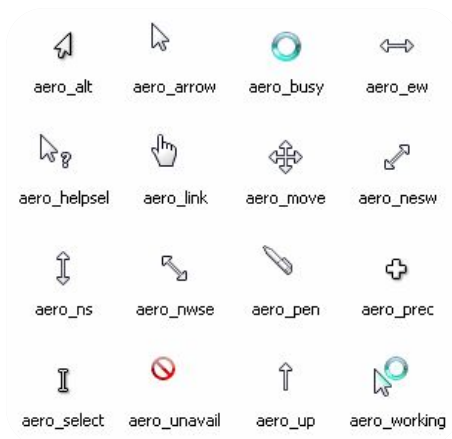 aero_alt aero_arrow aero_busy aero_ew
aero_helpsel aero_link aero_move aero_nesw
aero_ns aero_nwse aero_pen aero_prec
aero_select aero_unavail aero_up aero_working